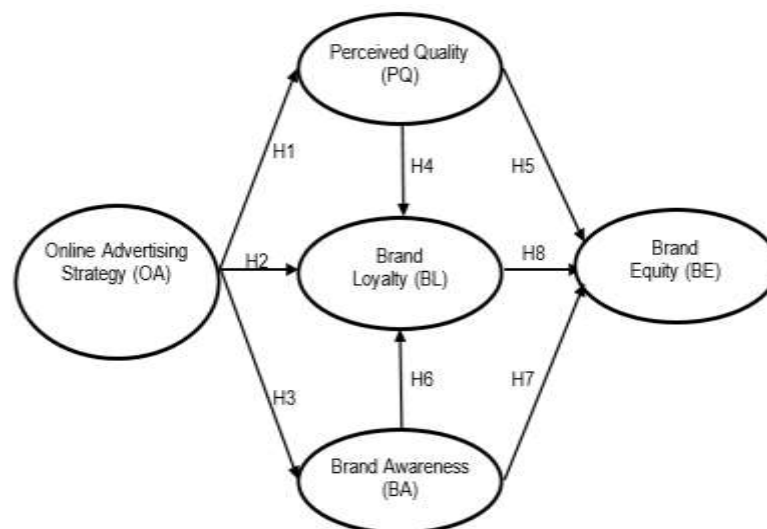 Perceived Quality
(PQ)
H1
H4
H5
Online Advertising
Strategy (OA)
H2
Brand
Loyalty (BL)
H8
Brand
Equity (BE)
H3
H6
H7
Brand Awareness
(BA)